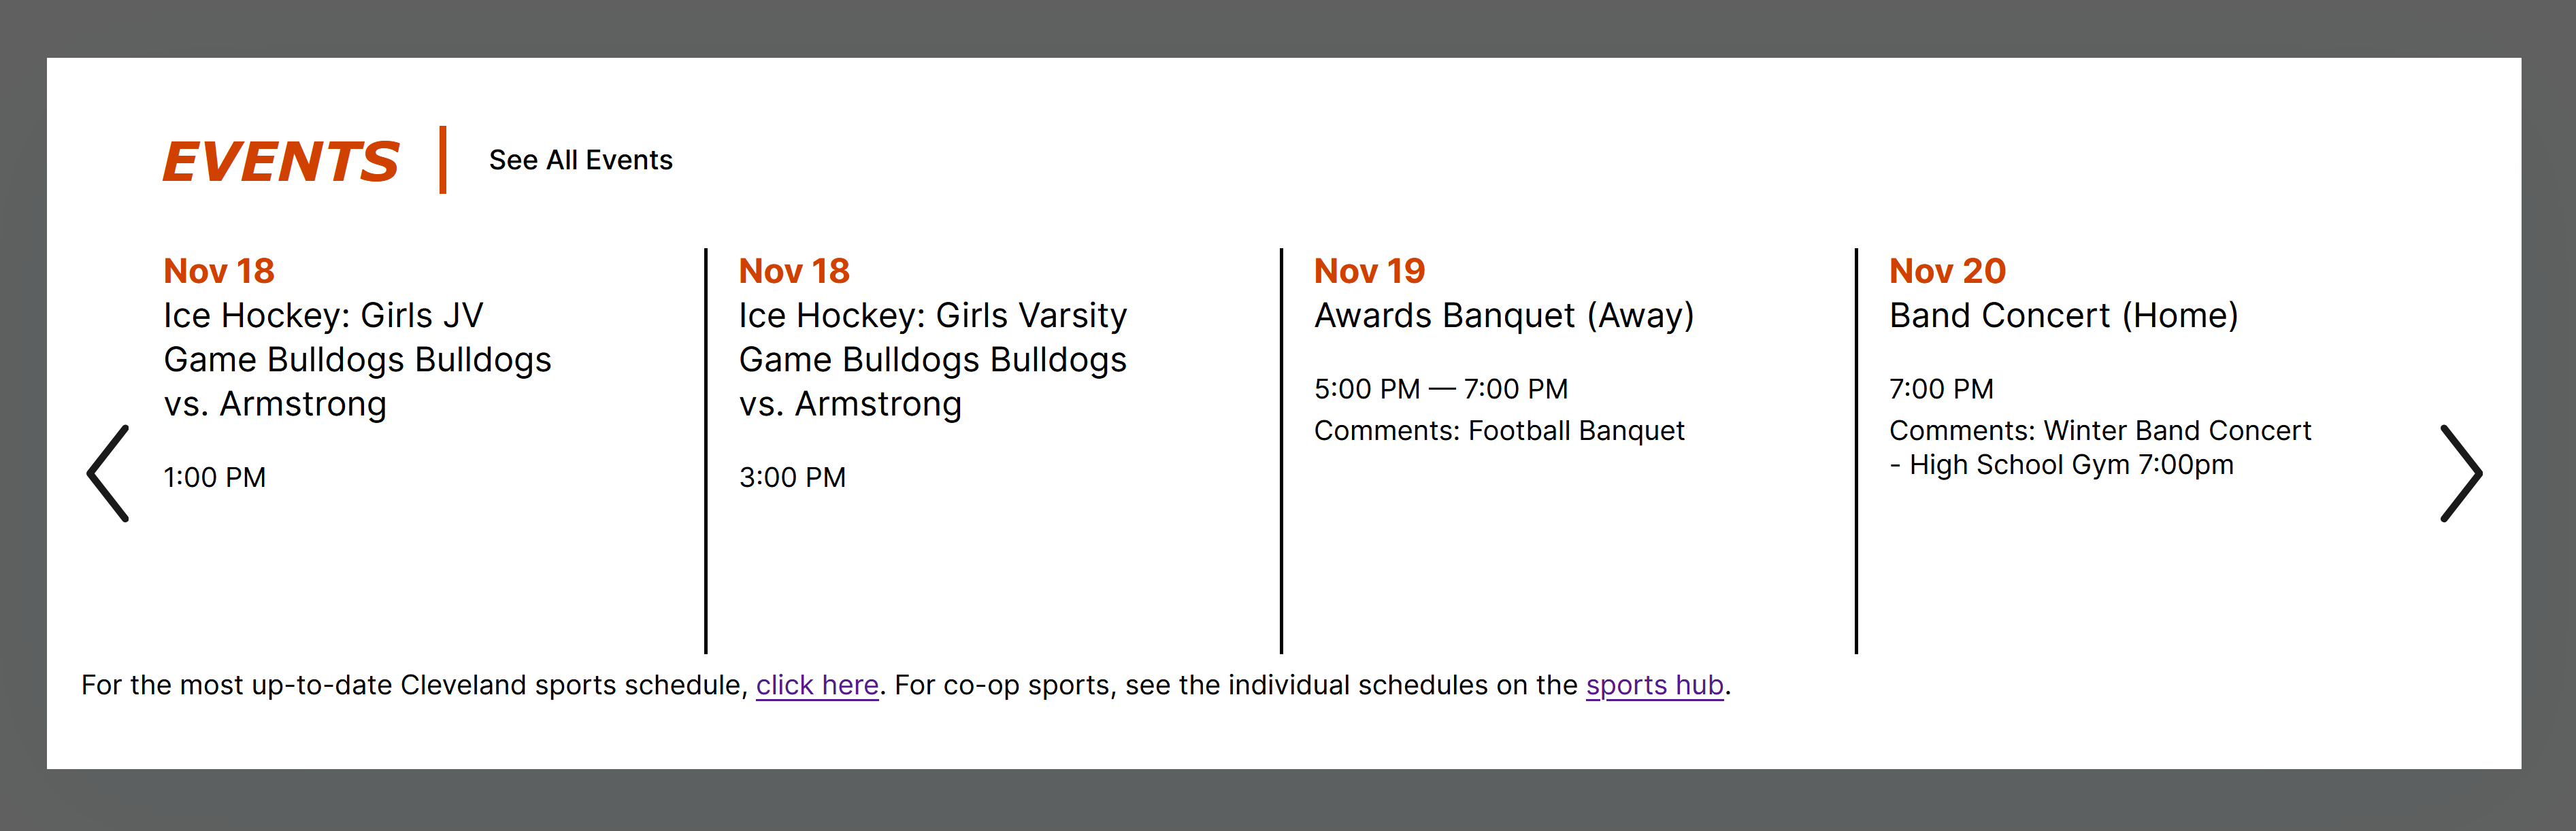 EVENTS
See All Events
Nov 18
Ice Hockey: Girls JV
Game Bulldogs Bulldogs
vs. Armstrong
1:00 PM
Nov 18
Ice Hockey: Girls Varsity
Game Bulldogs Bulldogs
vs. Armstrong
3:00 PM
Nov 19
Awards Banquet (Away)
5:00 PM — 7:00 PM
Comments: Football Banquet
Nov 20
Band Concert (Home)
7:00 PM
Comments: Winter Band Concert
- High School Gym 7:00pm
For the most up-to-date Cleveland sports schedule, click here. For co-op sports, see the individual schedules on the sports hub.